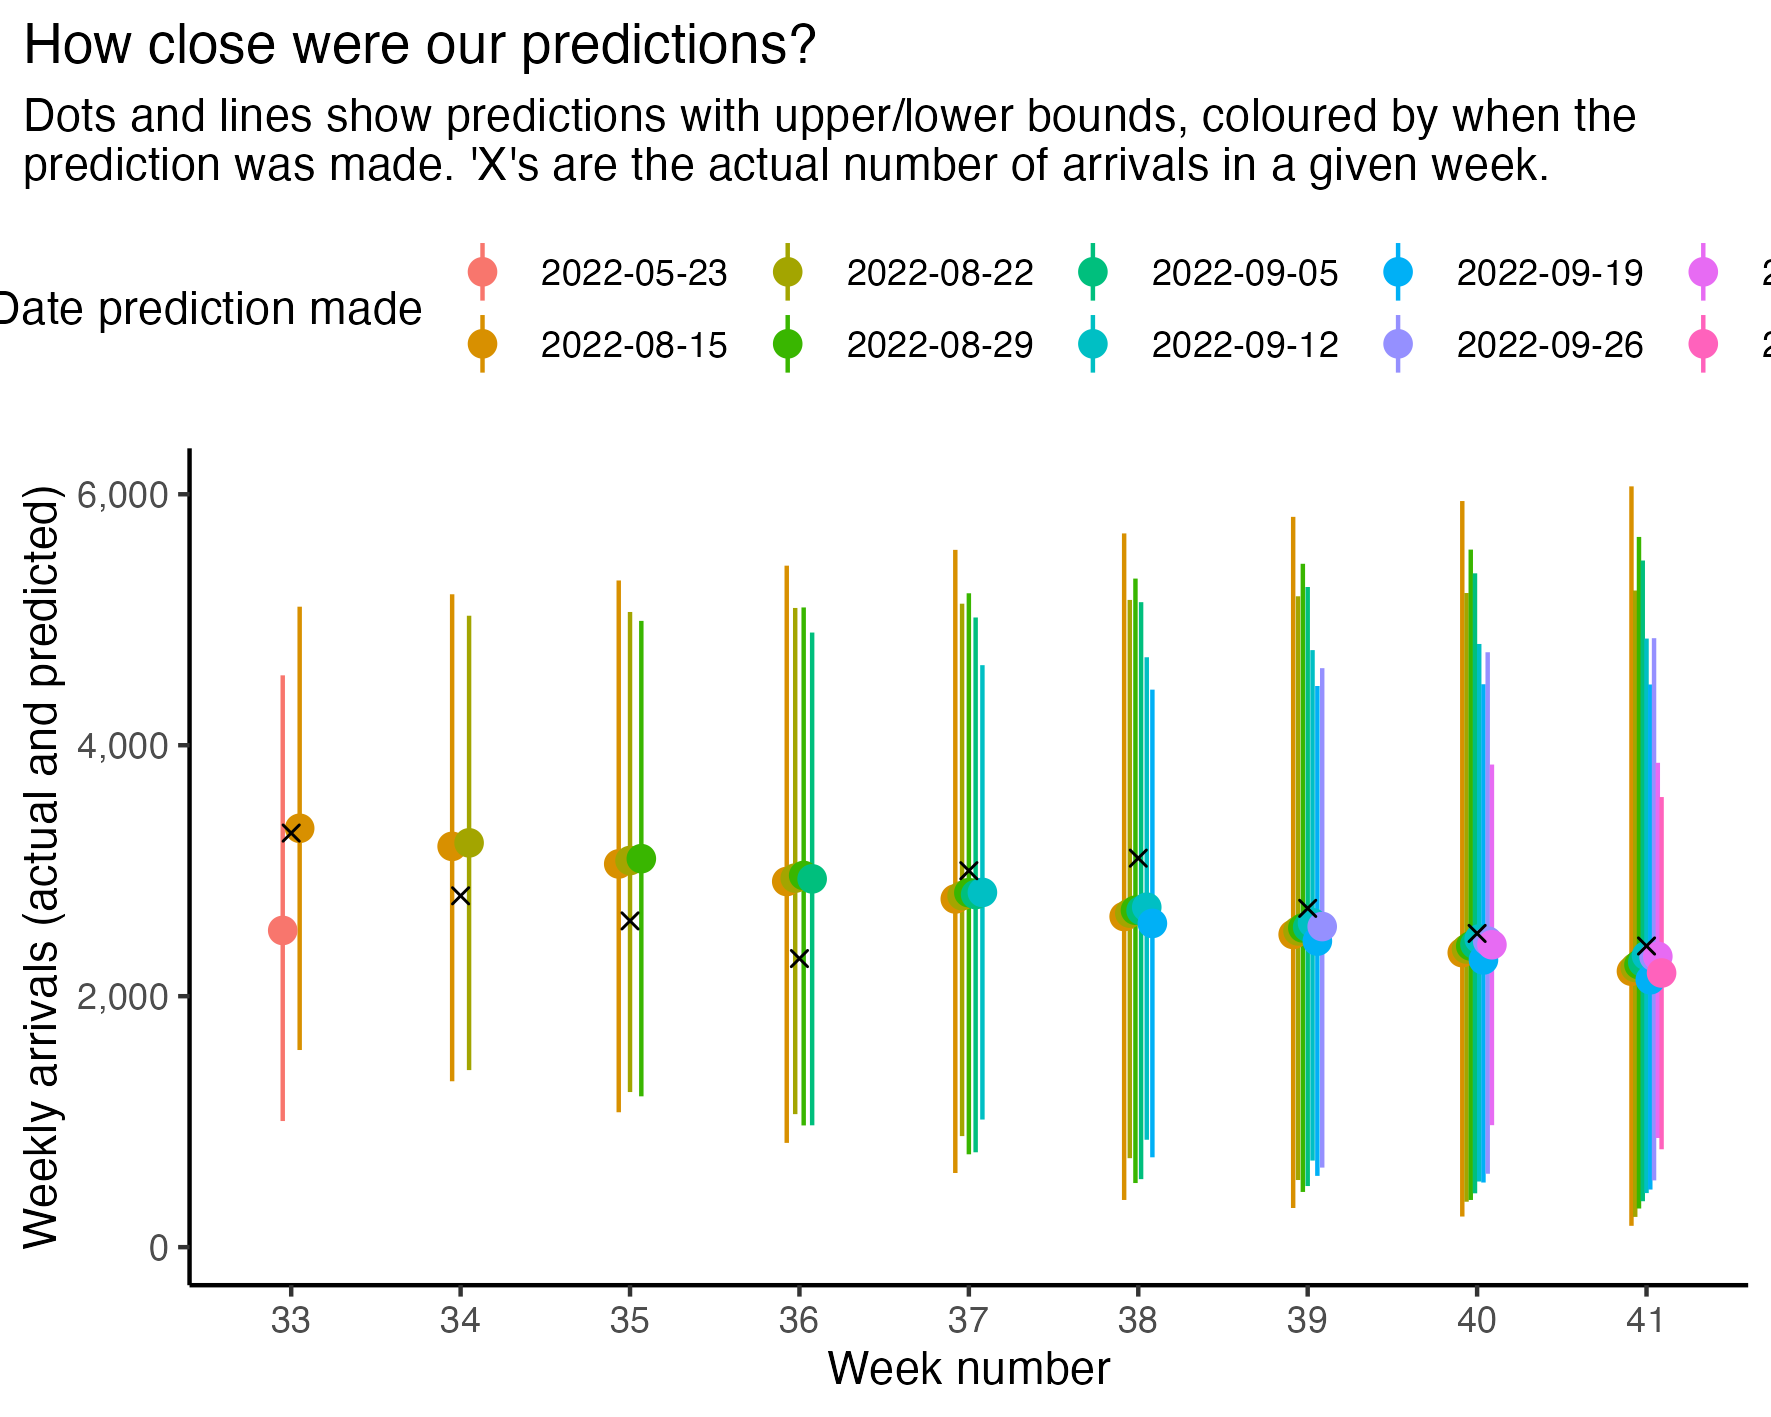 How close were our predictions?
Dots and lines show predictions with upper/lower bounds, coloured by when the
prediction was made. 'X's are the actual number of arrivals in a given week.
Date prediction made
2022-05-23 2022-08-22 2022-09-05 2022-09-19
2022-08-15 2022-08-29 2022-09-12 2022-09-26
Weekly arrivals (actual and predicted)
6,000
4,000
2,000
0
33 34 35 36 37 38 39 40 41
Week number